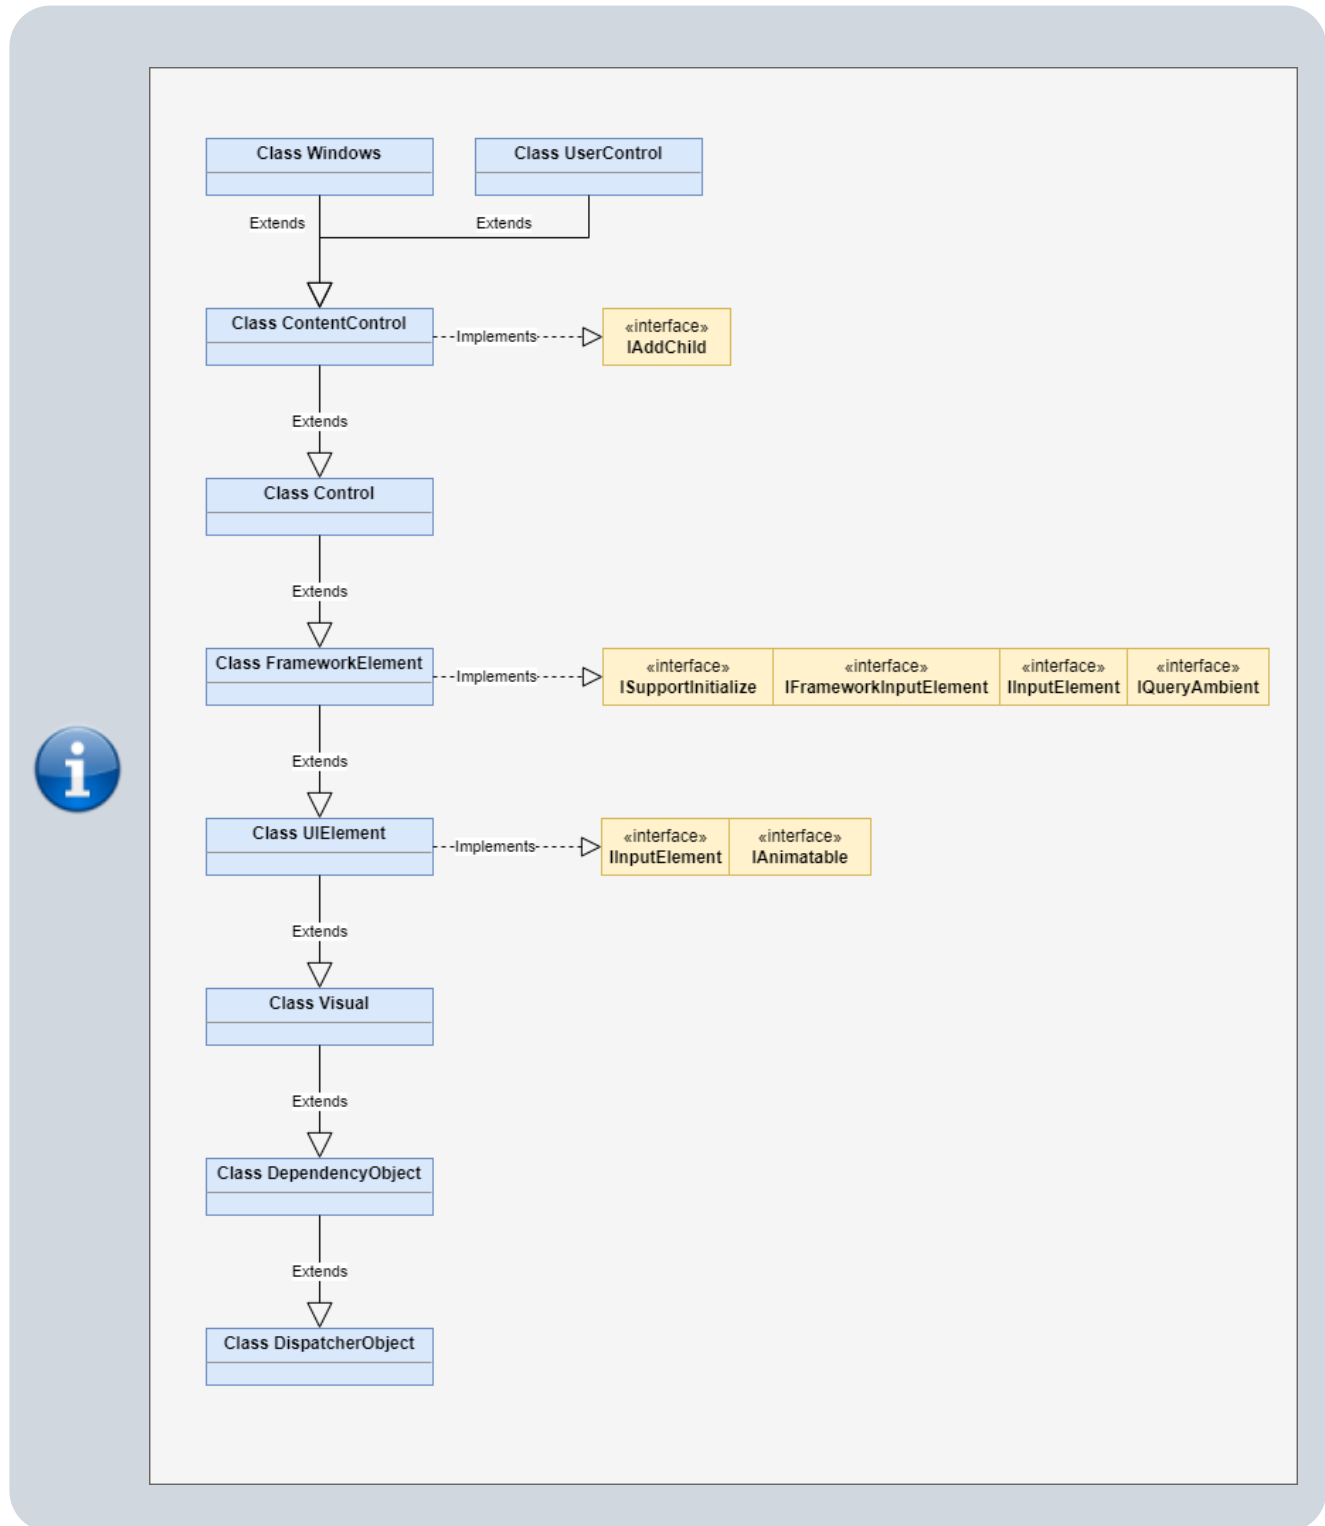 Class Windows
Class UserControl
Extends
Extends
Class ContentControl
Implements
«interface»
IAddChild
Extends
Class Control
Extends
Class FrameworkElement
Implements
«interface»
ISupportInitialize
«interface»
IFrameworkInputElement
«interface»
IInputElement
«interface»
IQueryAmbient
Extends
Class UIElement
Implements
«interface»
IInputElement
«interface»
IAnimatable
Extends
Class Visual
Extends
Class DependencyObject
Extends
Class DispatcherObject